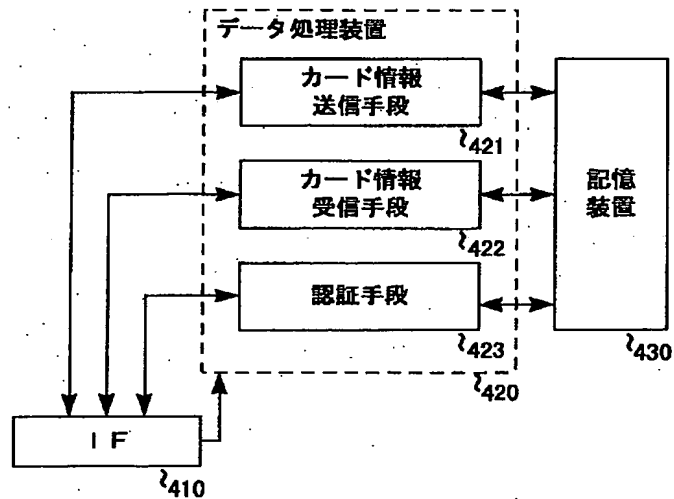 データ処理装置
カード情報
送信手段
421
カード情報
受信手段
422
記憶
装置
認証手段
423
430
420
IF
410